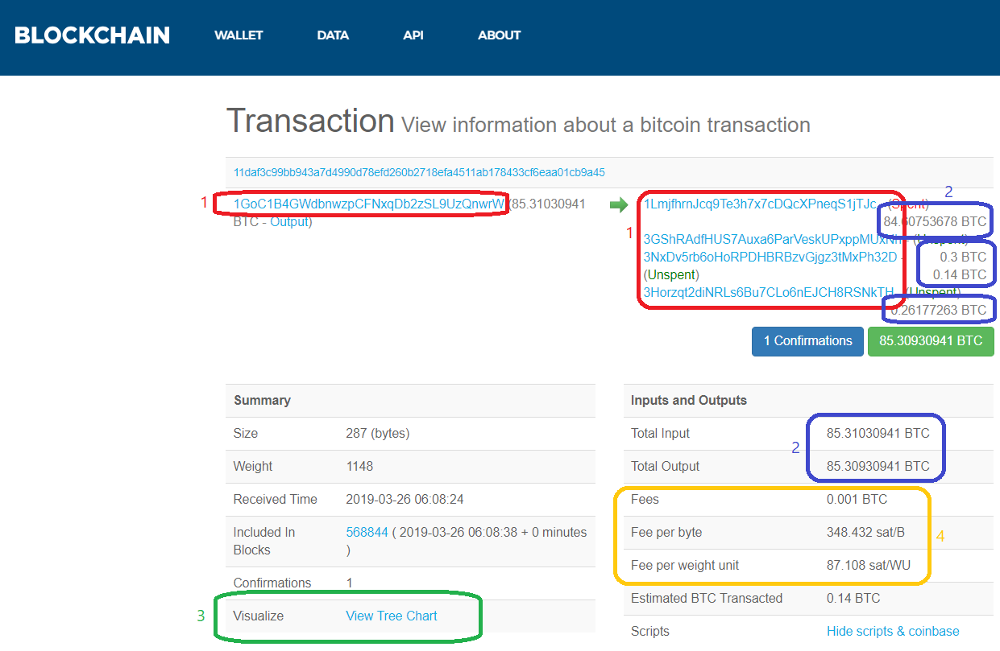 BLOCKCHAIN WALLET DATA API ABOUT
Transaction View information about a bitcoin transaction
11daf3c99bb943a7d4990d78efd260b2718efa4511ab178433cf6eaa01cb9a45
1 1GoC1B4GWdbnwzpCFNxqDb2zSL9UzQnwrW (85.31030941
BTC - Output)
1
2
1LmjfhrnJcq9Te3h7x7cDQcXPneqS1jTJc - (Spent)
84.60753678 BTC
3GShRAdfHUS7Auxa6ParVeskUPxppMUxNh - (Unspent)
0.3 BTC
3NxDv5rb6oHoRPDHBRBzvGjgz3tMxPh32D -
(Unspent)
0.14 BTC
3Horzqt2diNRLs6Bu7CLo6nEJCH8RSNkTH - (Unspent)
0.26177263 BTC
1 Confirmations 85.30930941 BTC
Summary
Size 287 (bytes)
Weight 1148
Received Time 2019-03-26 06:08:24
Included In
Blocks
568844 ( 2019-03-26 06:08:38 + 0 minutes
)
Confirmations 1
3 Visualize View Tree Chart
Inputs and Outputs
Total Input 85.31030941 BTC
2
Total Output 85.30930941 BTC
Fees 0.001 BTC
Fee per byte 348.432 sat/B
4
Fee per weight unit 87.108 sat/WU
Estimated BTC Transacted 0.14 BTC
Scripts Hide scripts & coinbase